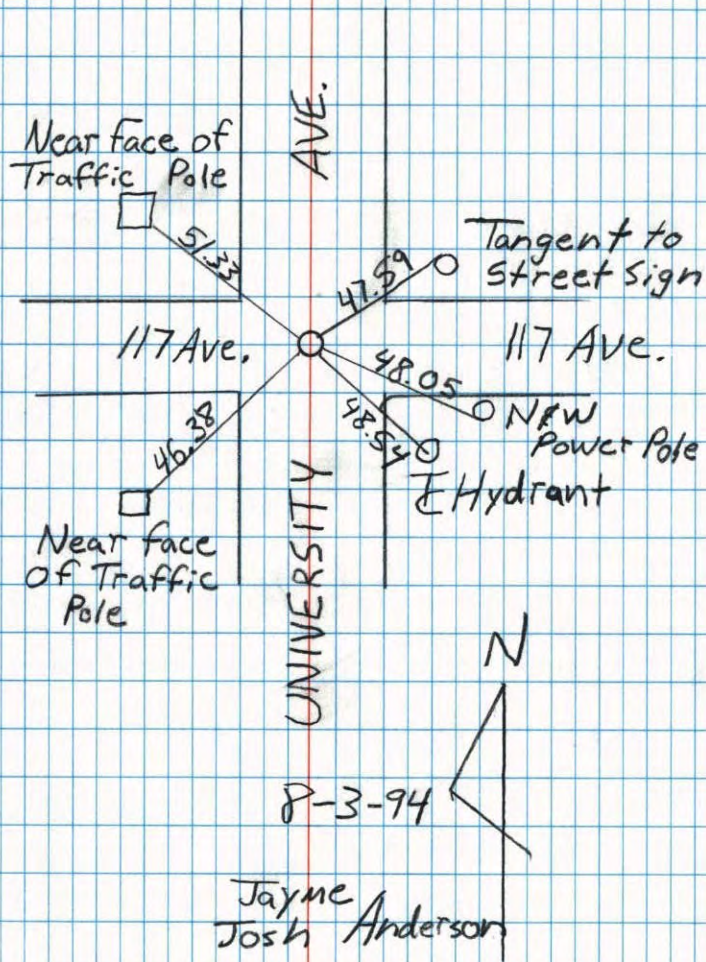 AVE.
Near face of
Traffic Pole
51.33
47.59
Tangent to
Street Sign
117 Ave.
117 Ave.
48.05
N/W
Power Pole
48.54
Hydrant
46.38
Near face
Of Traffic
Pole
UNIVERSITY
N
8-3-94
Jayme
Josh Anderson